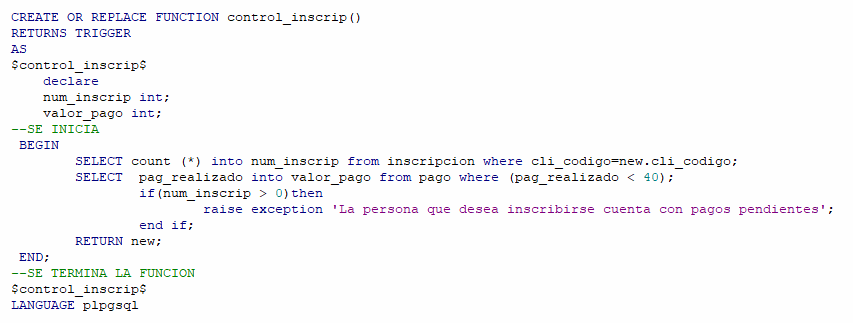 CREATE OR REPLACE FUNCTION control_inscrip()
RETURNS TRIGGER
AS
$control_inscrip$
    declare
    num_inscrip int;
    valor_pago int;
--SE INICIA
 BEGIN
        SELECT count (*) into num_inscrip from inscripcion where cli_codigo=new.cli_codigo;
        SELECT  pag_realizado into valor_pago from pago where (pag_realizado < 40);
                if(num_inscrip > 0)then
                        raise exception 'La persona que desea inscribirse cuenta con pagos pendientes';
                end if;
        RETURN new;
 END;
--SE TERMINA LA FUNCION
$control_inscrip$
LANGUAGE plpgsql